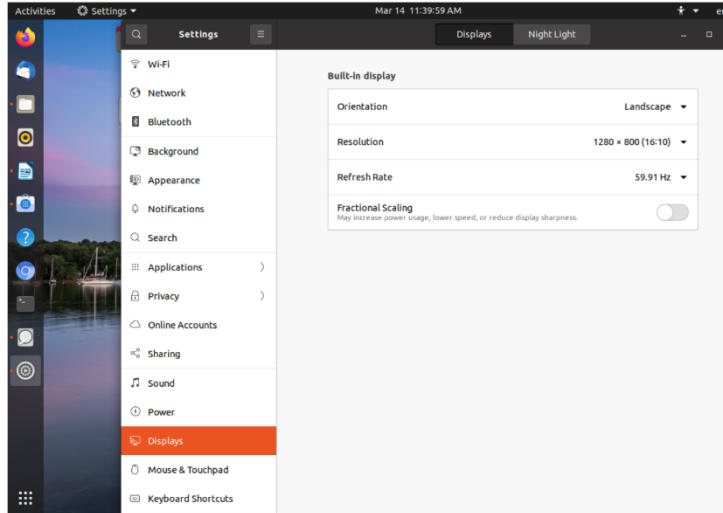 Activities
Settings
Mar 14 11:39:59 AM
Settings
Displays
Night Light
Wi-Fi
Network
Bluetooth
Background
Appearance
Notifications
Search
Applications
Privacy
Online Accounts
Sharing
Sound
Power
Displays
Mouse & Touchpad
Keyboard Shortcuts
Built-in display
Orientation Landscape
Resolution 1280 × 800 (16:10)
Refresh Rate 59.91 Hz
Fractional Scaling
May increase power usage, lower speed, or reduce display sharpness.